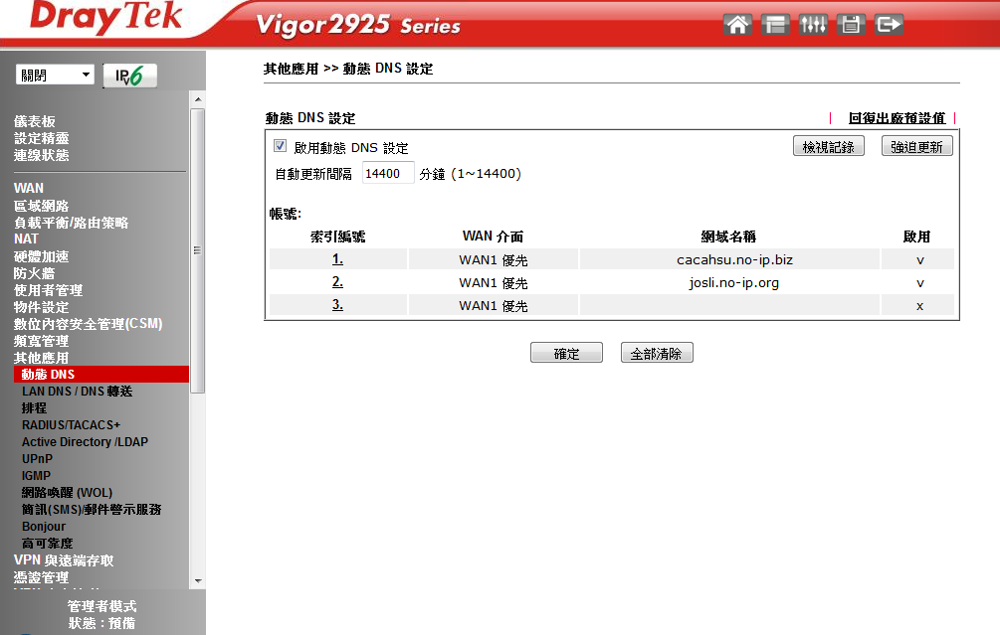 DrayTek
Vigor2925 Series
關閉
IPv6
儀表板
設定精靈
連線狀態
WAN
區域網路
負載平衡/路由策略
NAT
硬體加速
防火牆
使用者管理
物件設定
數位內容安全管理(CSM)
頻寬管理
其他應用
動態 DNS
LAN DNS / DNS 轉送
排程
RADIUS/TACACS+
Active Directory /LDAP
UPnP
IGMP
網路喚醒 (WOL)
簡訊(SMS)/郵件警示服務
Bonjour
高可靠度
VPN 與遠端存取
憑證管理
管理者模式
狀態：預備
其他應用 >> 動態 DNS 設定
動態 DNS 設定 | 回復出廠預設值 |
啟用動態 DNS 設定 檢視記錄 強迫更新
自動更新間隔 14400 分鐘 (1~14400)
帳號:
索引編號 WAN 介面 網域名稱 啟用
1. WAN1 優先 cacahsu.no-ip.biz v
2. WAN1 優先 josli.no-ip.org v
3. WAN1 優先 x
確定 全部清除